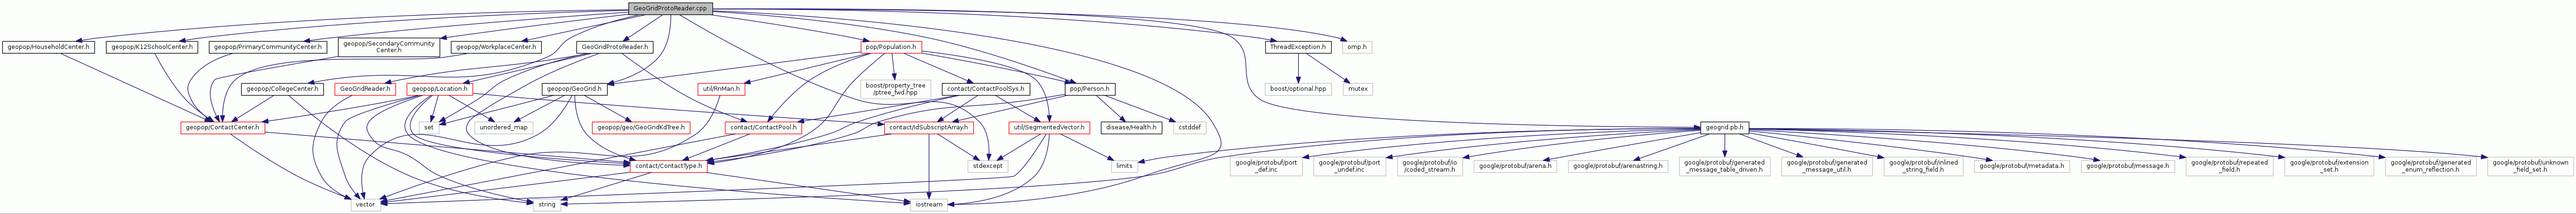 GeoGridProtoReader.cpp
geopop/HouseholdCenter.h
geopop/K12SchoolCenter.h
geopop/PrimaryCommunityCenter.h
geopop/SecondaryCommunity
Center.h
geopop/WorkplaceCenter.h
GeoGridProtoReader.h
pop/Population.h
ThreadException.h
omp.h
geopop/CollegeCenter.h
GeoGridReader.h
geopop/Location.h
geopop/GeoGrid.h
util/RnMan.h
boost/property_tree
/ptree_fwd.hpp
contact/ContactPoolSys.h
pop/Person.h
boost/optional.hpp
mutex
geopop/ContactCenter.h
set
unordered_map
geopop/geo/GeoGridKdTree.h
contact/ContactPool.h
contact/IdSubscriptArray.h
util/SegmentedVector.h
disease/Health.h
cstddef
geogrid.pb.h
contact/ContactType.h
stdexcept
limits
google/protobuf/port
_def.inc
google/protobuf/port
_undef.inc
google/protobuf/io
/coded_stream.h
google/protobuf/arena.h
google/protobuf/arenastring.h
google/protobuf/generated
_message_table_driven.h
google/protobuf/generated
_message_util.h
google/protobuf/inlined
_string_field.h
google/protobuf/metadata.h
google/protobuf/message.h
google/protobuf/repeated
_field.h
google/protobuf/extension
_set.h
google/protobuf/generated
_enum_reflection.h
google/protobuf/unknown
_field_set.h
vector
string
iostream